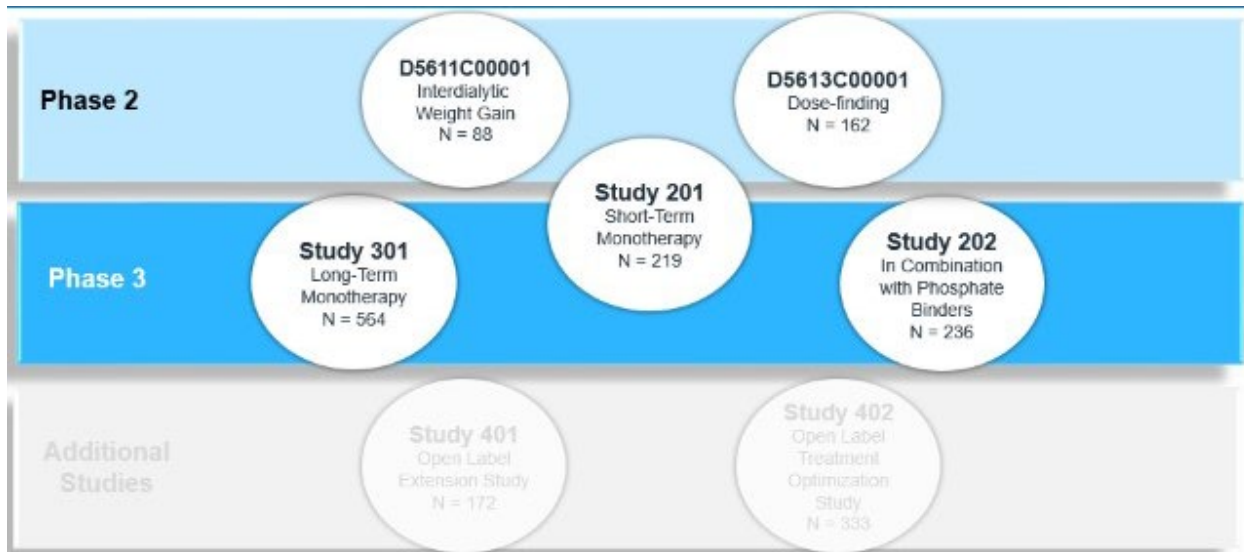 Phase 2
D5611C00001
Interdialytic
Weight Gain
N = 88
D5613C00001
Dose-finding
N = 162
Study 201
Short-Term
Monotherapy
N = 219
Phase 3
Study 301
Long-Term
Monotherapy
N = 564
Study 202
In Combination
with Phosphate
Binders
N = 236
Additional
Studies
Study 401
Open Label
Extension Study
N = 172
Study 402
Open Label
Treatment
Optimization
Study
N = 333